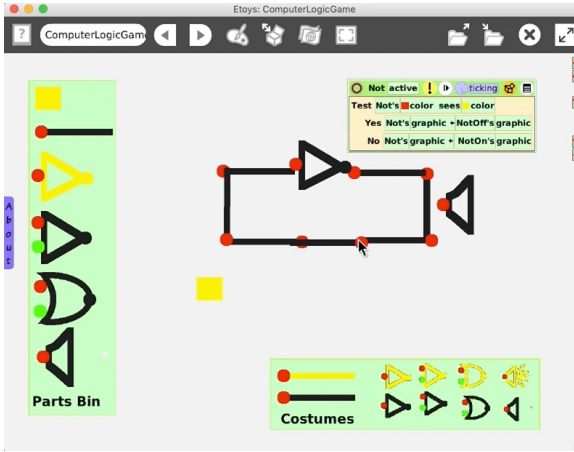 Etoys: ComputerLogicGame
?
ComputerLogicGam
Not active ! ticking
Test Not's color sees color
Yes Not's graphic ← NotOff's graphic
No Not's graphic ← NotOn's graphic
About
Parts Bin
Costumes